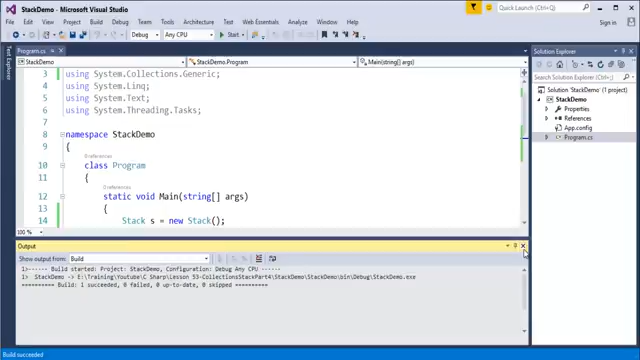 StackDemo - Microsoft Visual Studio
Quick Launch (Ctrl+Q)
File Edit View Project Build Debug Team Tools Architecture Test Web Essentials Analyze Window Help
Sign in
Debug Any CPU Start
Test Explorer
Program.cs
StackDemo StackDemo.Program Main(string[] args)
3 using System.Collections.Generic;
4 using System.Linq;
5 using System.Text;
6 using System.Threading.Tasks;
7
8 namespace StackDemo
9 {
0 references
10 class Program
11 {
0 references
12 static void Main(string[] args)
13 {
14 Stack s = new Stack();
100 %
Output
Show output from: Build
1>------ Build started: Project: StackDemo, Configuration: Debug Any CPU ------
1> StackDemo -> E:\Training\Youtube\C Sharp\lesson 53-CollectionsStackPart4\StackDemo\StackDemo\bin\Debug\StackDemo.exe
========== Build: 1 succeeded, 0 failed, 0 up-to-date, 0 skipped ==========
Solution Explorer
Search Solution Explorer (Ctrl+;)
Solution 'StackDemo' (1 project)
StackDemo
Properties
References
App.config
Program.cs
Build succeeded